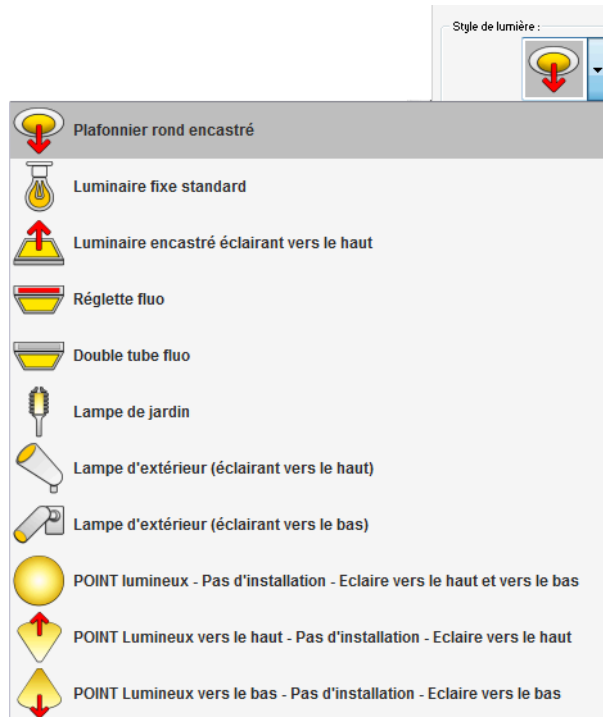 Style de lumière :
Plafonnier rond encastré
Luminaire fixe standard
Luminaire encastré éclairant vers le haut
Réglette fluo
Double tube fluo
Lampe de jardin
Lampe d'extérieur (éclairant vers le haut)
Lampe d'extérieur (éclairant vers le bas)
POINT lumineux - Pas d'installation - Eclaire vers le haut et vers le bas
POINT Lumineux vers le haut - Pas d'installation - Eclaire vers le haut
POINT Lumineux vers le bas - Pas d'installation - Eclaire vers le bas